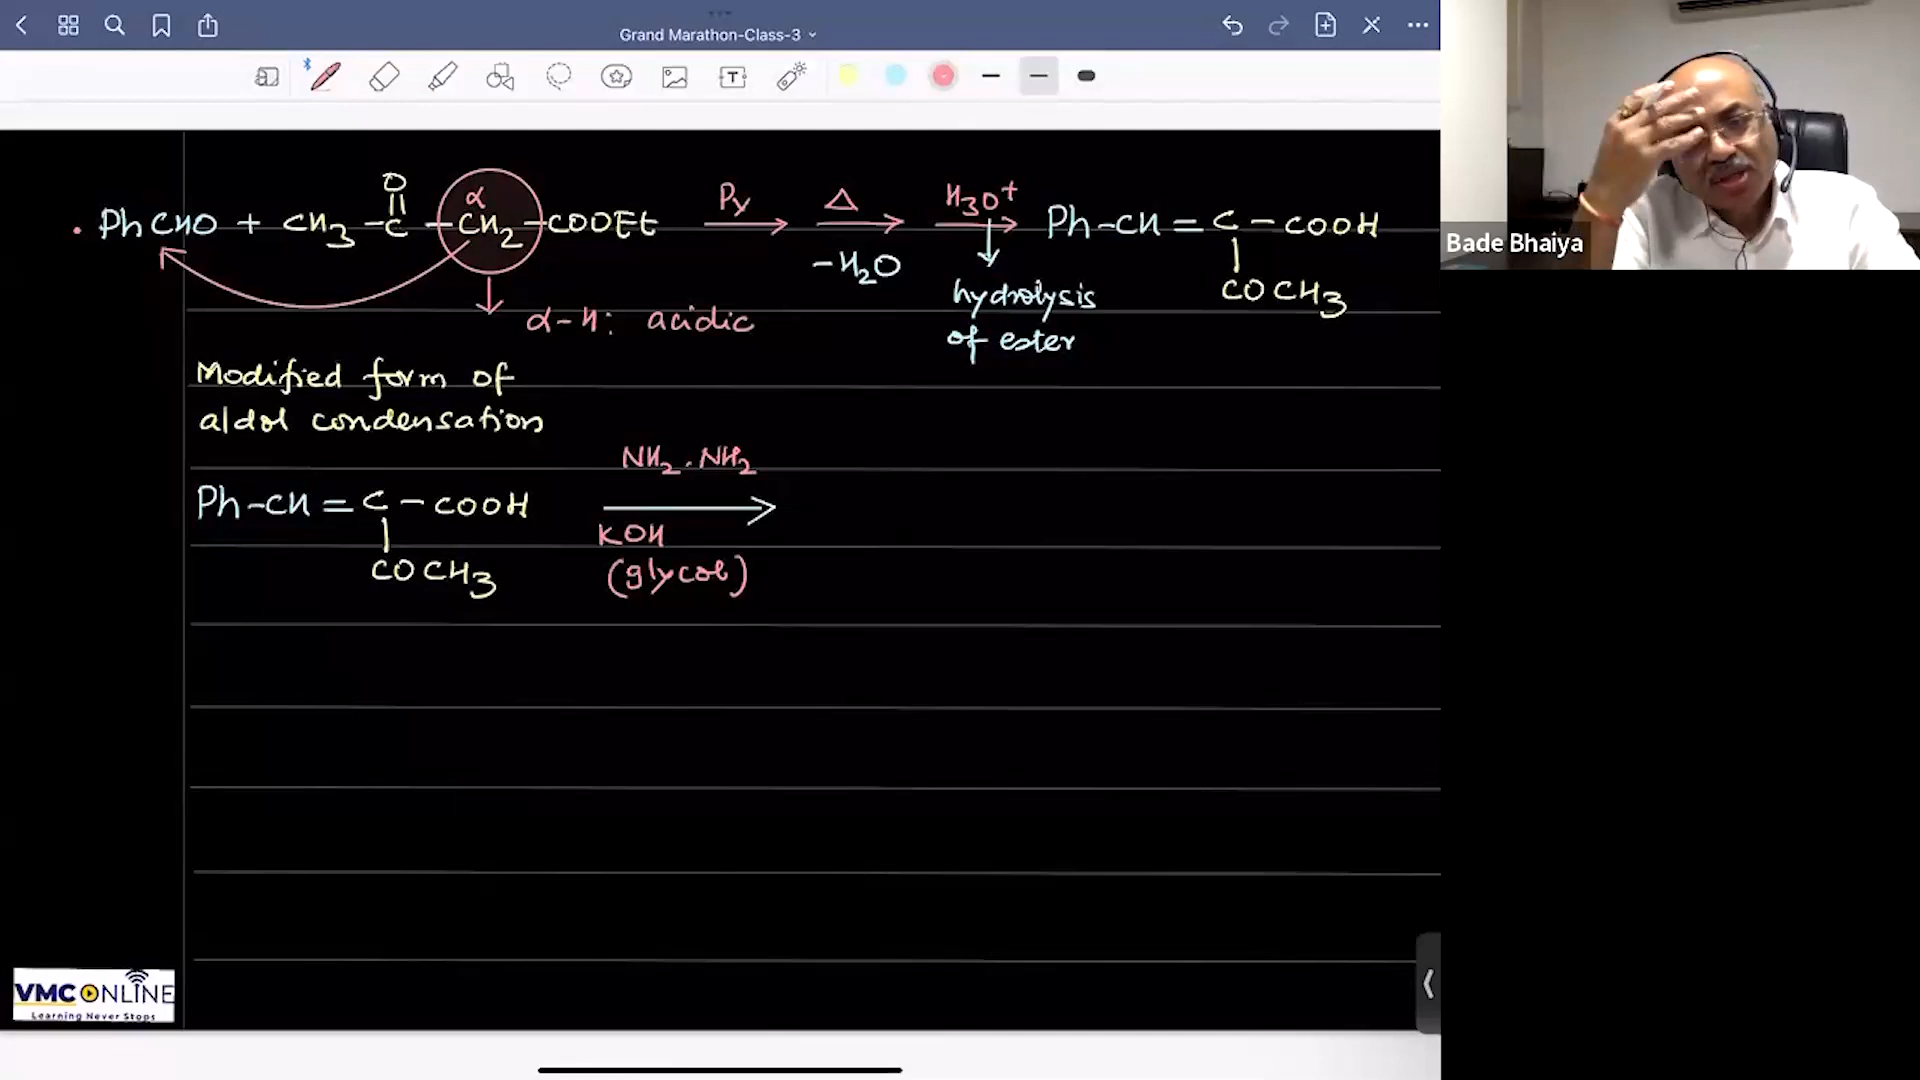 Grand Marathon-Class-3
Bade Bhaiya
. PhCHO + CH3 - C - CH2 - COOEt Py Δ H3O+ Ph-CH = C - COOH
O
α
-H2O
COCH3
α-H: acidic
hydrolysis
of ester
Modified form of
aldol condensation
NH2.NH2
Ph-CH = C - COOH
KOH
COCH3
(glycol)
VMC ONLINE
Learning Never Stops